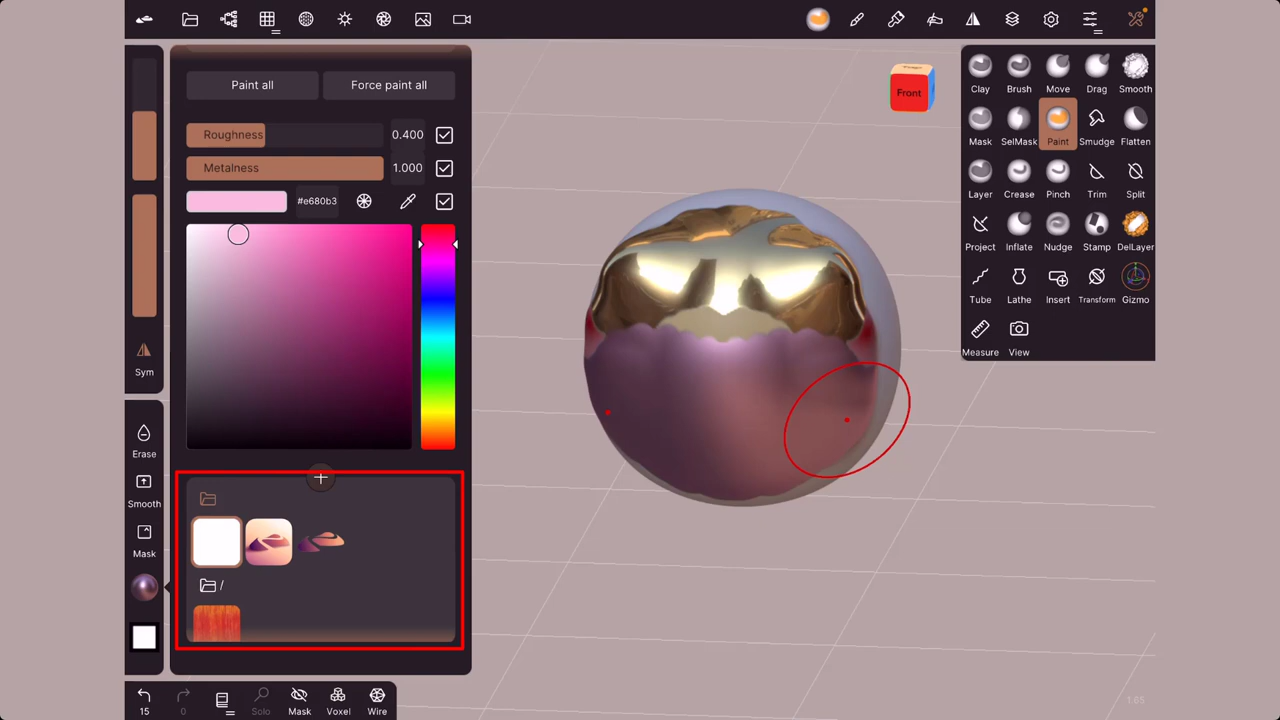 Paint all
Force paint all
Roughness
0.400
Metalness
1.000
#e680b3
/
Sym
Erase
Smooth
Mask
15
0
Solo
Mask
Voxel
Wire
Front
Clay
Brush
Move
Drag
Smooth
Mask
SelMask
Paint
Smudge
Flatten
Layer
Crease
Pinch
Trim
Split
Project
Inflate
Nudge
Stamp
DelLayer
Tube
Lathe
Insert
Transform
Gizmo
Measure
View
1.65